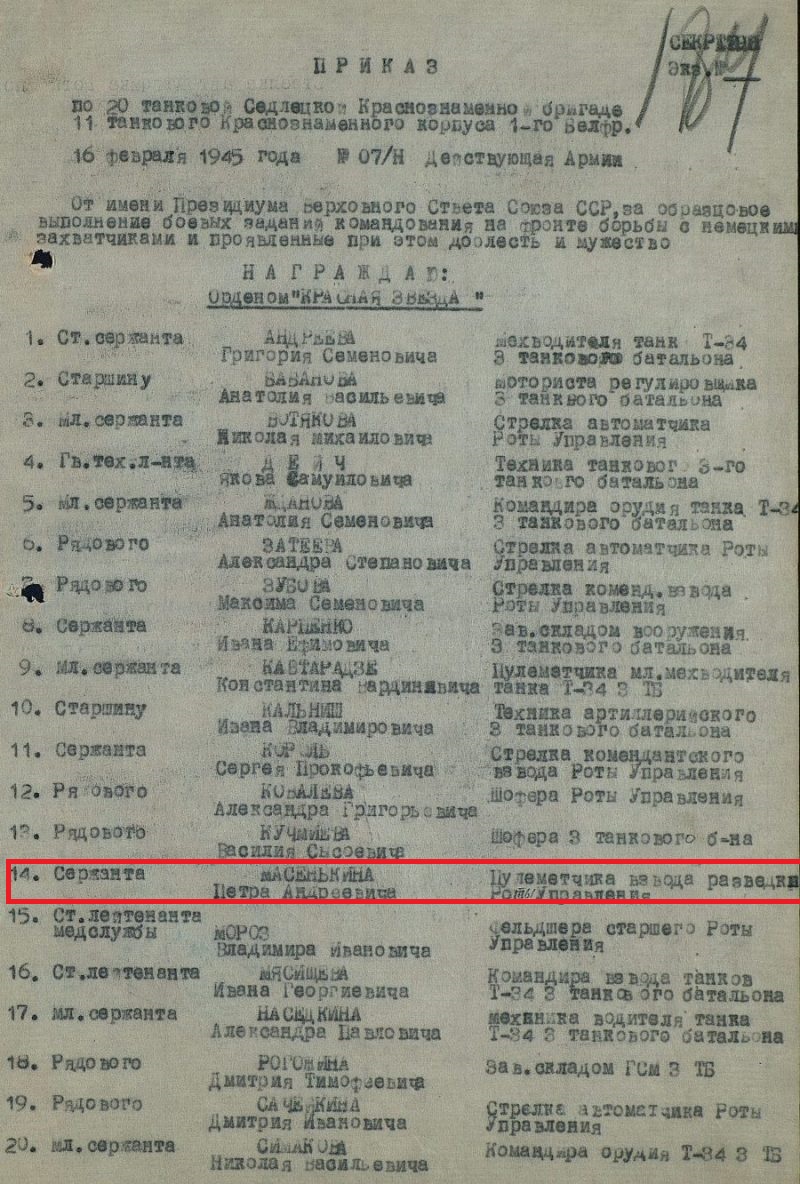 СЕКРЕТНО
Экз.№
ПРИКАЗ
по 20 танковой Седлецкой Краснознаменной бригаде
11 танкового Краснознаменного корпуса 1-го Белфр.
16 февраля 1945 года № 07/Н Действующая Армия
От имени Президиума Верховного Ствета Союза ССР,за образцовое
выполнение боевых заданий командования на фронте борьбы с немецкими
захватчиками и проявленные при этом доблесть и мужество
НАГРАЖДАЮ:
Орденом"КРАСНАЯ ЗВЕЗДА "
1. Ст.сержанта АНДРЕЕВА мехводителя танк Т-34
Григория Семеновича 3 танкового батальона
2. Старшину моториста регулировщика
Анатолия Васильевича 3 танквого батальона
3. Мл.сержанта ВОТЯКОВА Стрелка автоматчика
Николая Михаиловича Роты Управления
4. Гв.тех.л-нта ДЕЙЧ Техника танковог 3-го
Якова Самуиловича танкового батальона
5. Мл.сержанта ЖДАНОВА Командира орудия танка Т-34
Анатолия Семеновича 3 танкового батальона
6. Рядового ЗАТЕЕВА Стрелка автоматчика Роты
Александра Степановича Управления
7. Рядового ЗУБОВА Стрелка коменд.взвода
Максима Семеновича Роты Управления
8. Сержанта КАРПЕНКО Зав.складом вооружения
Ивана Ефимовича 3 танкового батальона
9. Мл.сержанта КАВТАРАДЗЕ Пулеметчика мл.мехводителя
Константина танка Т-34 3 ТБ
10. Старшину КАЛЬНИШ Техника артиллерийского
Ивана Владимировича 3 танкового батальона
11. Сержанта КОРОЛЬ Стрелка комендантского
Сергея Прокофьевича взвода Роты Управления
12. Рядового КОВАЛЕВА Шофера Роты Управления
Александра Григорьевича
13. Рядового КУЧМИЕВА Шофера 3 танкового б-на
Василия Сысоевича
14. Сержанта МАСЕНЬКИНА Пулеметчика взвода разведки
Петра Андреевича Роты Управления
15. Ст.лейтенанта
медслужбы МОРОЗ фельдшера старшего Роты
Владимира Ивановича Управления
16. Ст.лейтенанта МЯСИЩЕВА Командира взвода танков
Ивана Георгиевича Т-34 3 танкового батальона
17. мл.сержанта НАСЕДКИНА механика водителя танка
Александра Павловича Т-34 3 танкового батальона
18. Рядового РОГОЖИНА Зав.складом ГСМ 3 ТБ
Дмитрия Тимофеевича
19. Рядового Стрелка автоматчика Роты
Дмитрия Ивановича Управления
20. мл.сержанта СИМАКОВА Командира орудия Т-34 3 ТБ
Николая Васильевича